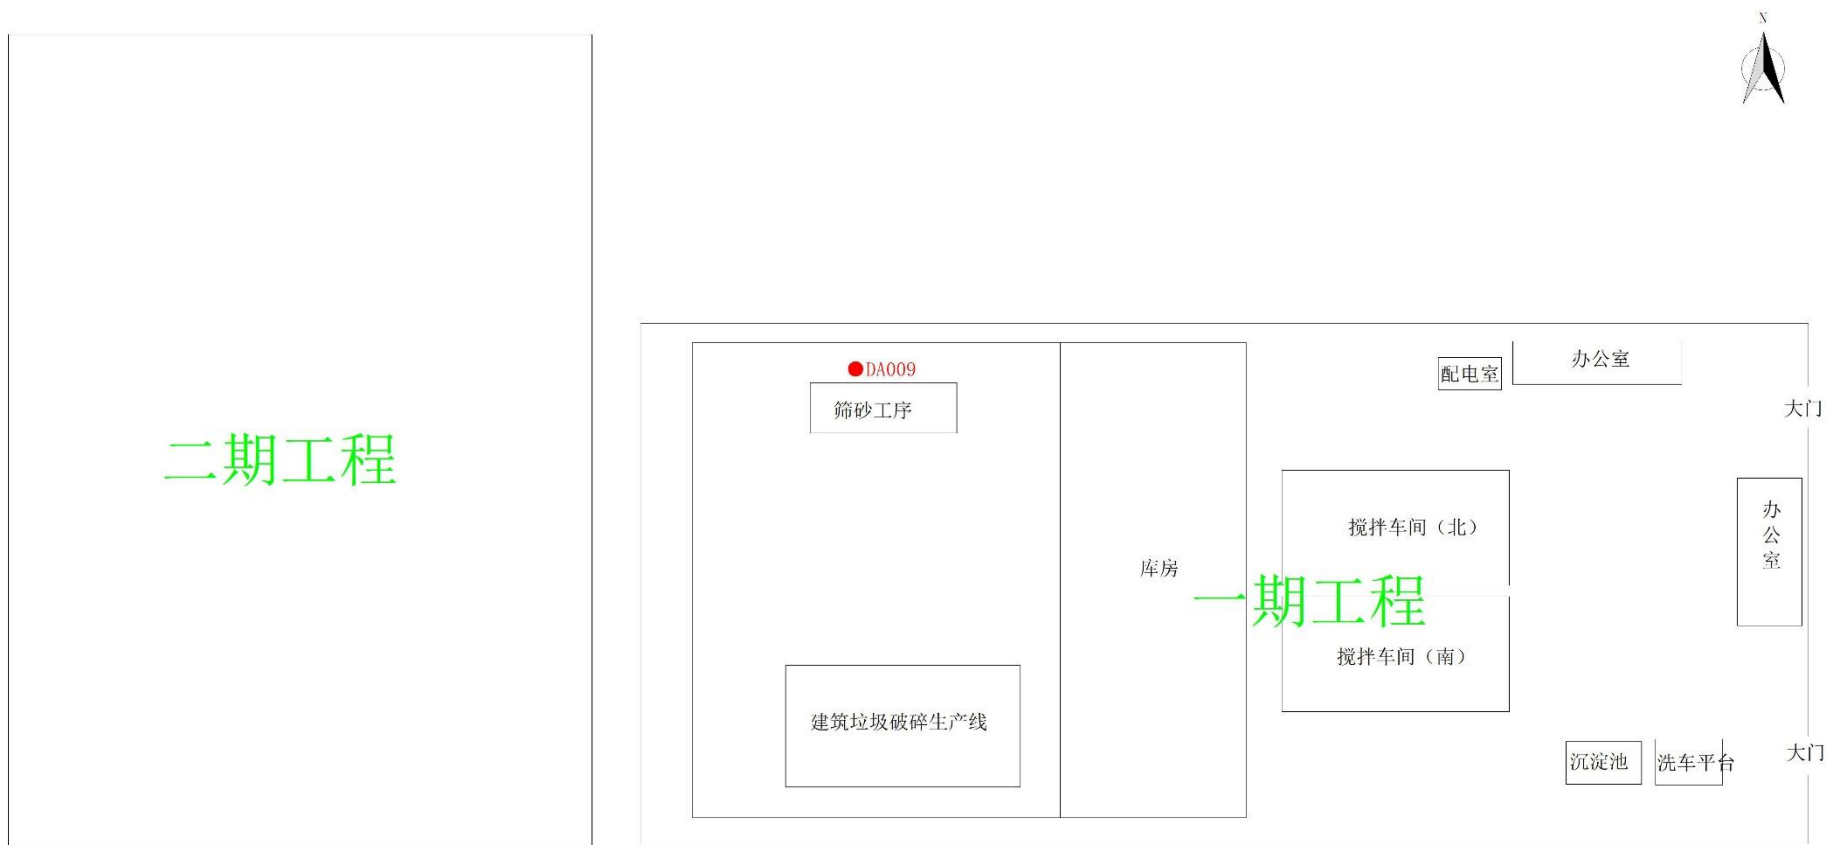 N
办公室
DA009
配电室
筛砂工序
大门
二期工程
办公室
搅拌车间（北）
库房
一期工程
搅拌车间（南）
建筑垃圾破碎生产线
沉淀池
洗车平台
大门